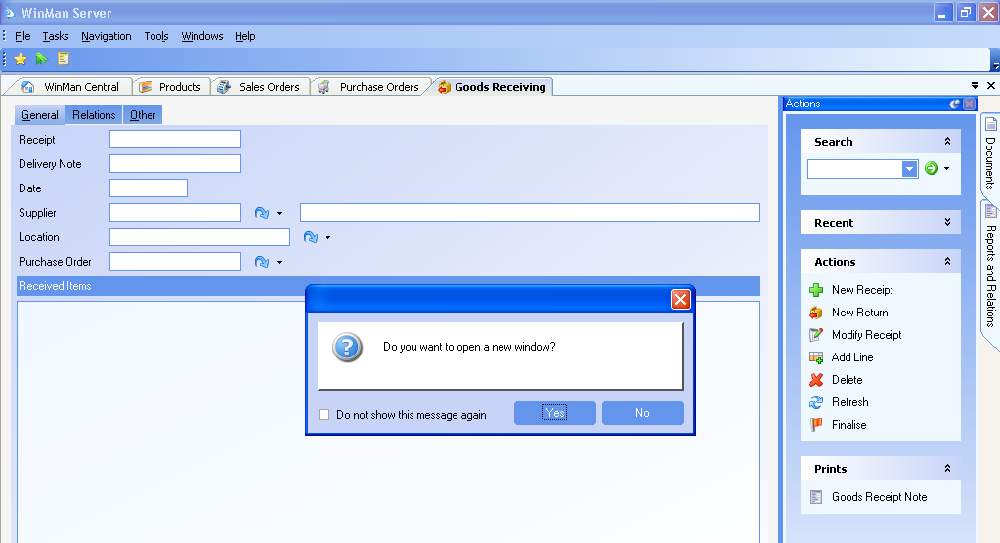 WinMan Server
File Tasks Navigation Tools Windows Help
WinMan Central Products Sales Orders Purchase Orders Goods Receiving
General Relations Other
Receipt
Delivery Note
Date
Supplier
Location
Purchase Order
Received Items
Do you want to open a new window?
Do not show this message again
Yes No
Actions
Search
Recent
Actions
New Receipt
New Return
Modify Receipt
Add Line
Delete
Refresh
Finalise
Prints
Goods Receipt Note
Documents
Reports and Relations